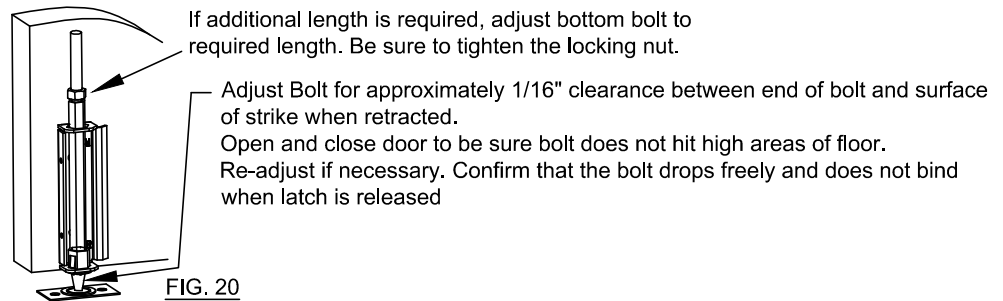 If additional length is required, adjust bottom bolt to
required length. Be sure to tighten the locking nut.
Adjust Bolt for approximately 1/16" clearance between end of bolt and surface
of strike when retracted.
Open and close door to be sure bolt does not hit high areas of floor.
Re-adjust if necessary. Confirm that the bolt drops freely and does not bind
when latch is released
FIG. 20